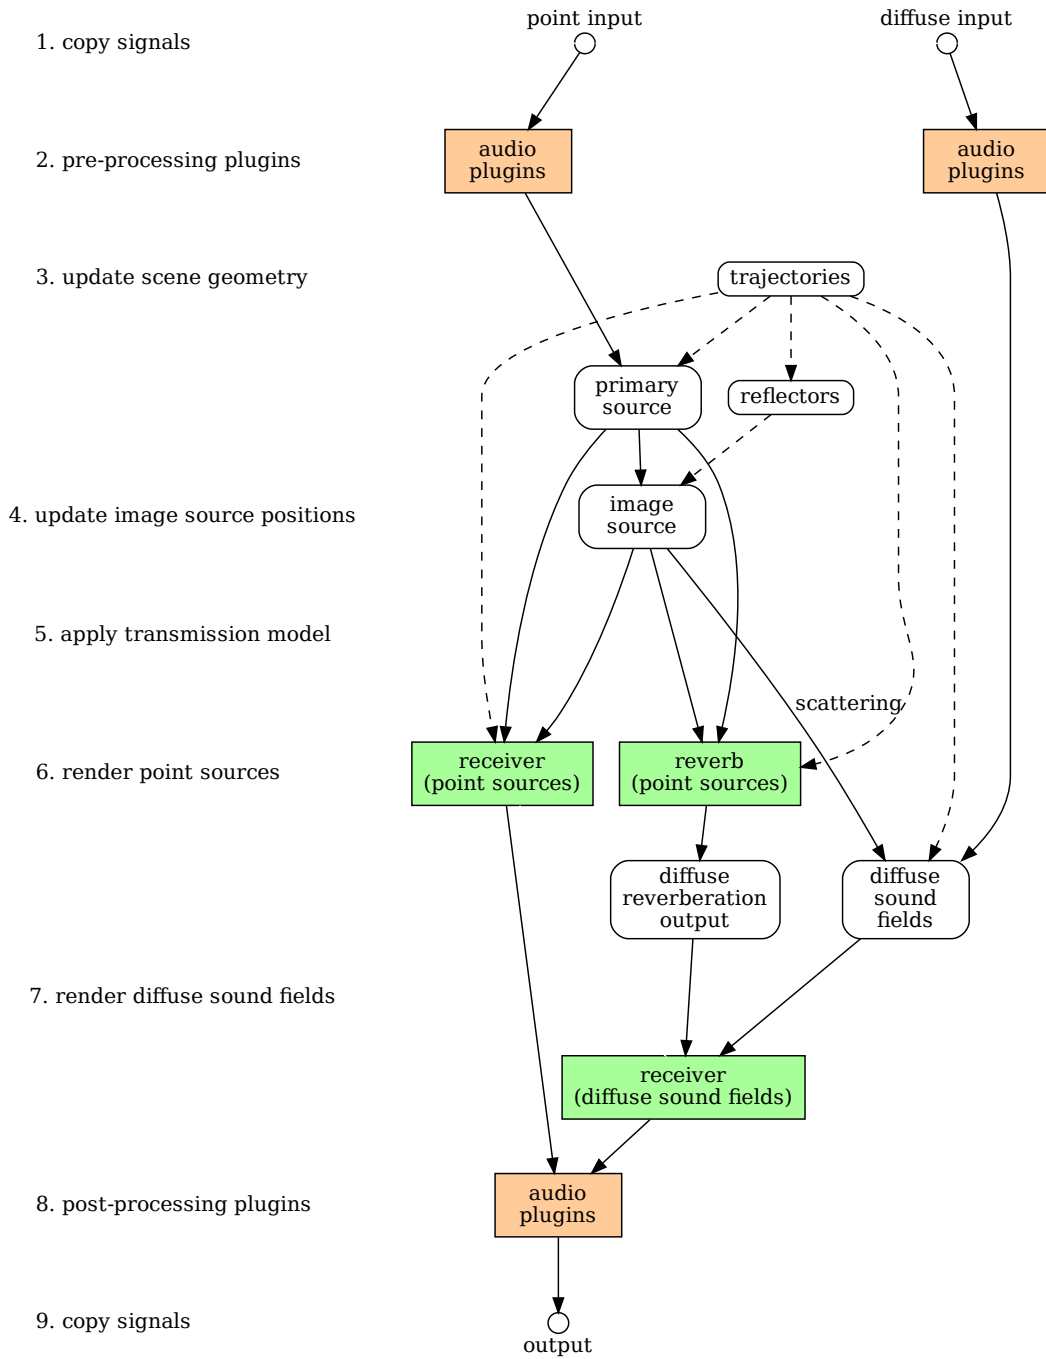 point input
diffuse input
1. copy signals
audio
plugins
audio
plugins
2. pre-processing plugins
3. update scene geometry
trajectories
primary
source
reflectors
4. update image source positions
image
source
5. apply transmission model
scattering
6. render point sources
receiver
(point sources)
reverb
(point sources)
diffuse
reverberation
output
diffuse
sound
fields
7. render diffuse sound fields
receiver
(diffuse sound fields)
8. post-processing plugins
audio
plugins
9. copy signals
output